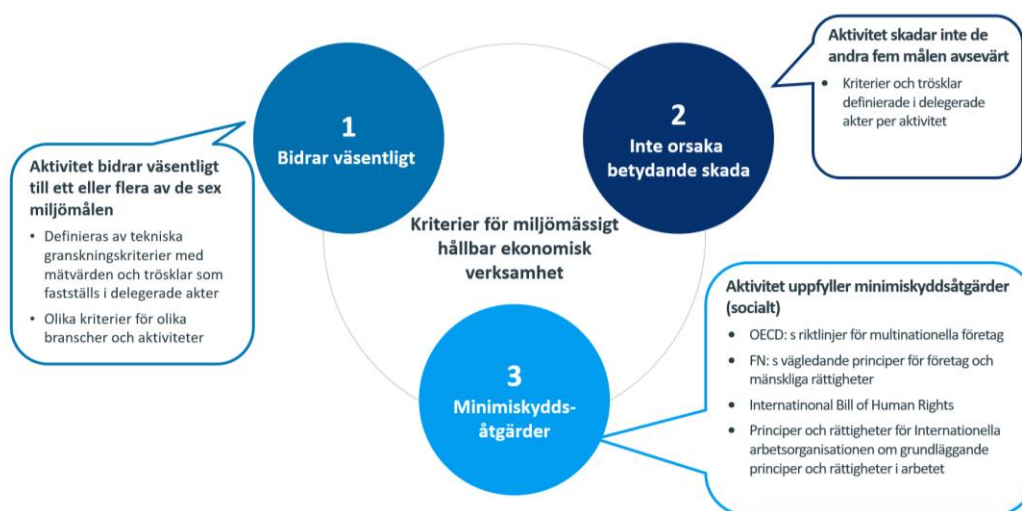 1
Bidrar väsentligt
Aktivitet bidrar väsentligt
till ett eller flera av de sex
miljömålen
• Definieras av tekniska
granskningskriterier med
mätvärden och trösklar som
fastställs i delegerade akter
• Olika kriterier för olika
branscher och aktiviteter
2
Inte orsaka
betydande skada
Aktivitet skadar inte de
andra fem målen avsevärt
• Kriterier och trösklar
definierade i delegerade
akter per aktivitet
Kriterier för miljömässigt
hållbar ekonomisk
verksamhet
3
Minimiskydds-
åtgärder
Aktivitet uppfyller minimiskyddsåtgärder
(socialt)
• OECD: s riktlinjer för multinationella företag
• FN: s vägledande principer för företag och
mänskliga rättigheter
• Internatinonal Bill of Human Rights
• Principer och rättigheter för Internationella
arbetsorganisationen om grundläggande
principer och rättigheter i arbetet